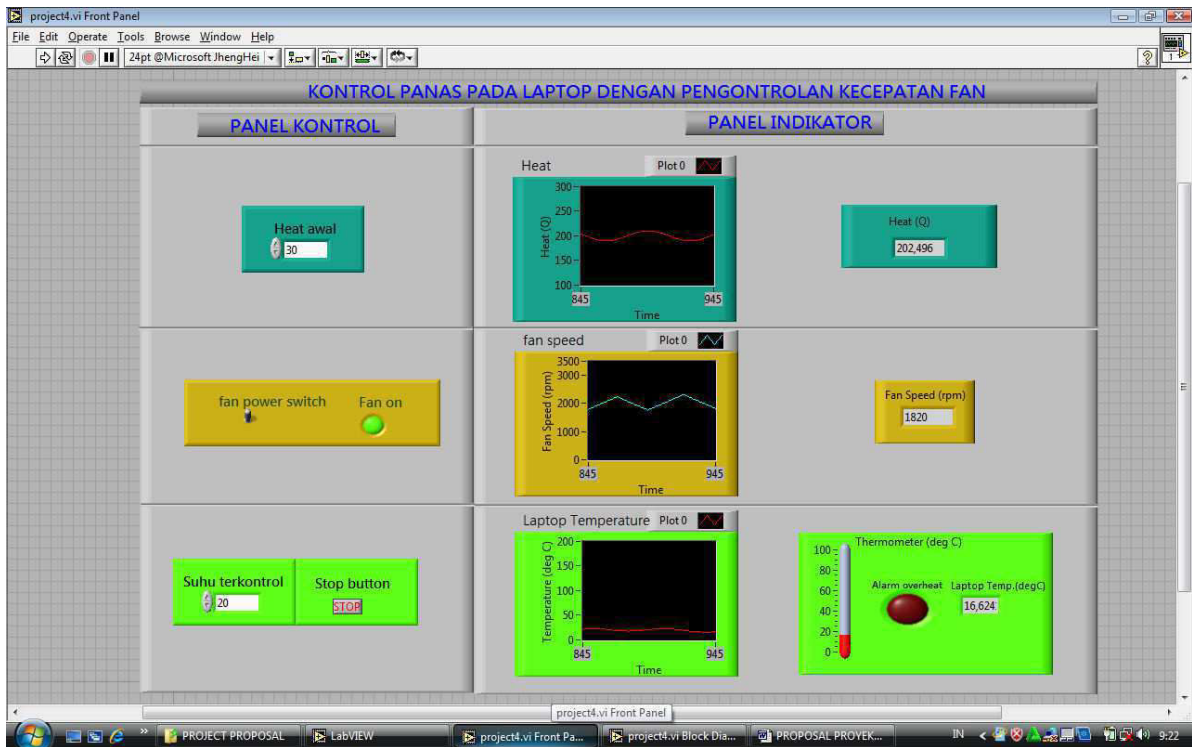 project4.vi Front Panel
File Edit Operate Tools Browse Window Help
24pt @Microsoft JhengHei
1
KONTROL PANAS PADA LAPTOP DENGAN PENGONTROLAN KECEPATAN FAN
PANEL KONTROL
PANEL INDIKATOR
Heat awal
30
Heat
Plot 0
Heat (Q)
300
250
200
150
100
845
945
Time
Heat (Q)
202,496
fan power switch
Fan on
fan speed
Plot 0
Fan Speed (rpm)
3500
3000
2000
1000
0
845
945
Time
Fan Speed (rpm)
1820
Suhu terkontrol
20
Stop button
STOP
Laptop Temperature
Plot 0
Temperature (deg C)
200
150
100
50
0
845
945
Time
Thermometer (deg C)
100
80
60
40
20
0
Alarm overheat
Laptop Temp.(degC)
16,624
project4.vi Front Panel
PROJECT PROPOSAL
LabVIEW
project4.vi Front Pa...
project4.vi Block Dia...
PROPOSAL PROYEK...
IN
9:22